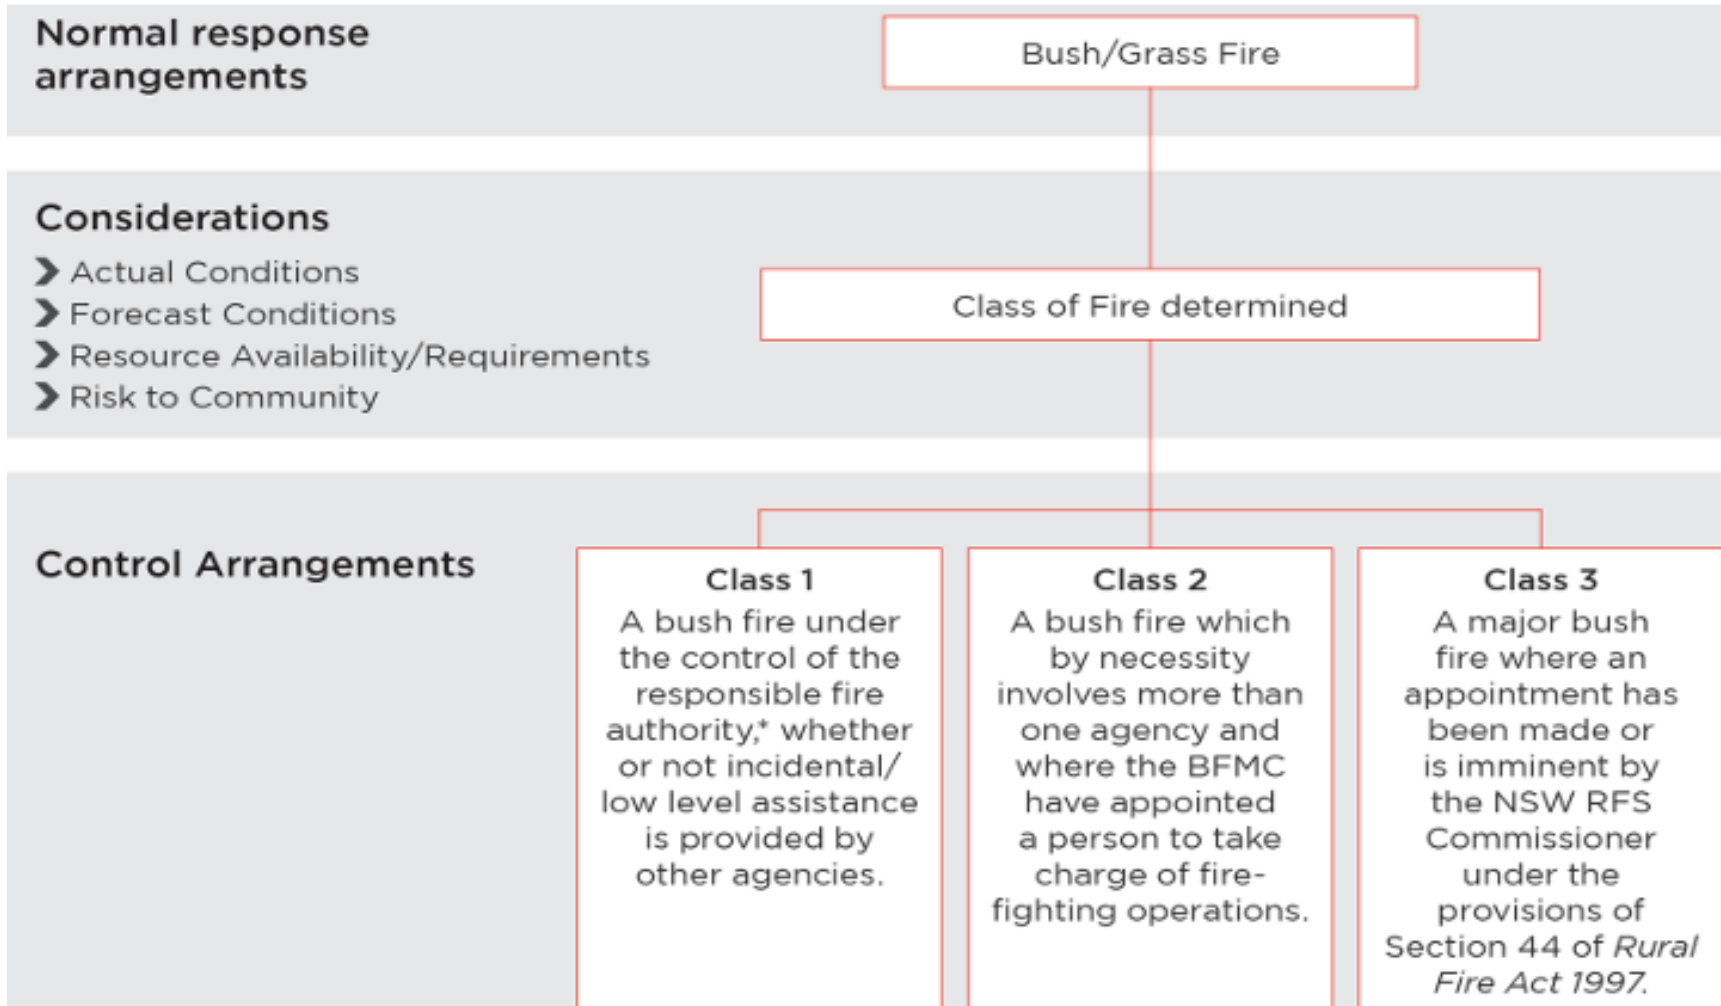 Normal response
arrangements
Bush/Grass Fire
Considerations
❯ Actual Conditions
❯ Forecast Conditions
❯ Resource Availability/Requirements
❯ Risk to Community
Class of Fire determined
Control Arrangements
Class 1
A bush fire under
the control of the
responsible fire
authority,* whether
or not incidental/
low level assistance
is provided by
other agencies.
Class 2
A bush fire which
by necessity
involves more than
one agency and
where the BFMC
have appointed
a person to take
charge of fire-
fighting operations.
Class 3
A major bush
fire where an
appointment has
been made or
is imminent by
the NSW RFS
Commissioner
under the
provisions of
Section 44 of Rural
Fire Act 1997.